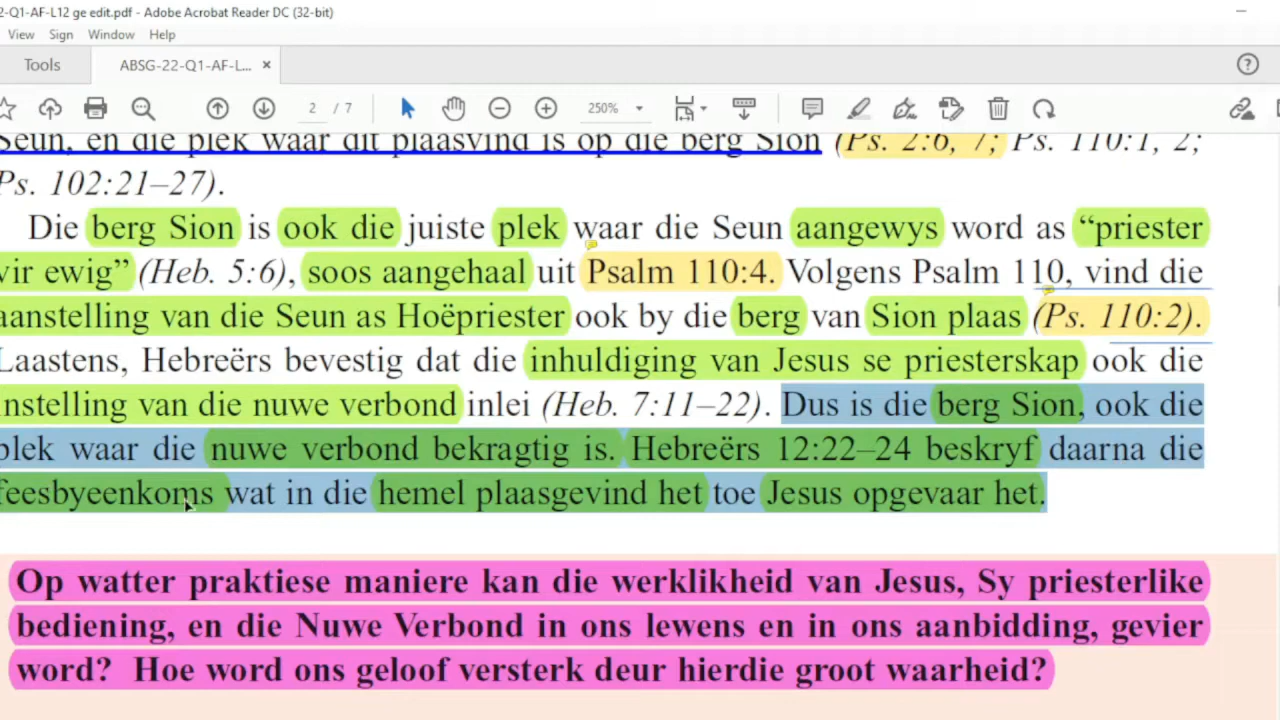 2-Q1-AF-L12 ge edit.pdf - Adobe Acrobat Reader DC (32-bit)
View Sign Window Help
Tools ABSG-22-Q1-AF-L... ×
2 / 7 250%
Seun, en die plek waar dit plaasvind is op die berg Sion (Ps. 2:6, 7; Ps. 110:1, 2;
Ps. 102:21–27).
Die berg Sion is ook die juiste plek waar die Seun aangewys word as “priester
vir ewig” (Heb. 5:6), soos aangehaal uit Psalm 110:4. Volgens Psalm 110, vind die
aanstelling van die Seun as Hoëpriester ook by die berg van Sion plaas (Ps. 110:2).
Laastens, Hebreërs bevestig dat die inhuldiging van Jesus se priesterskap ook die
instelling van die nuwe verbond inlei (Heb. 7:11–22). Dus is die berg Sion, ook die
plek waar die nuwe verbond bekragtig is. Hebreërs 12:22–24 beskryf daarna die
feesbyeenkoms wat in die hemel plaasgevind het toe Jesus opgevaar het.
Op watter praktiese maniere kan die werklikheid van Jesus, Sy priesterlike
bediening, en die Nuwe Verbond in ons lewens en in ons aanbidding, gevier
word? Hoe word ons geloof versterk deur hierdie groot waarheid?